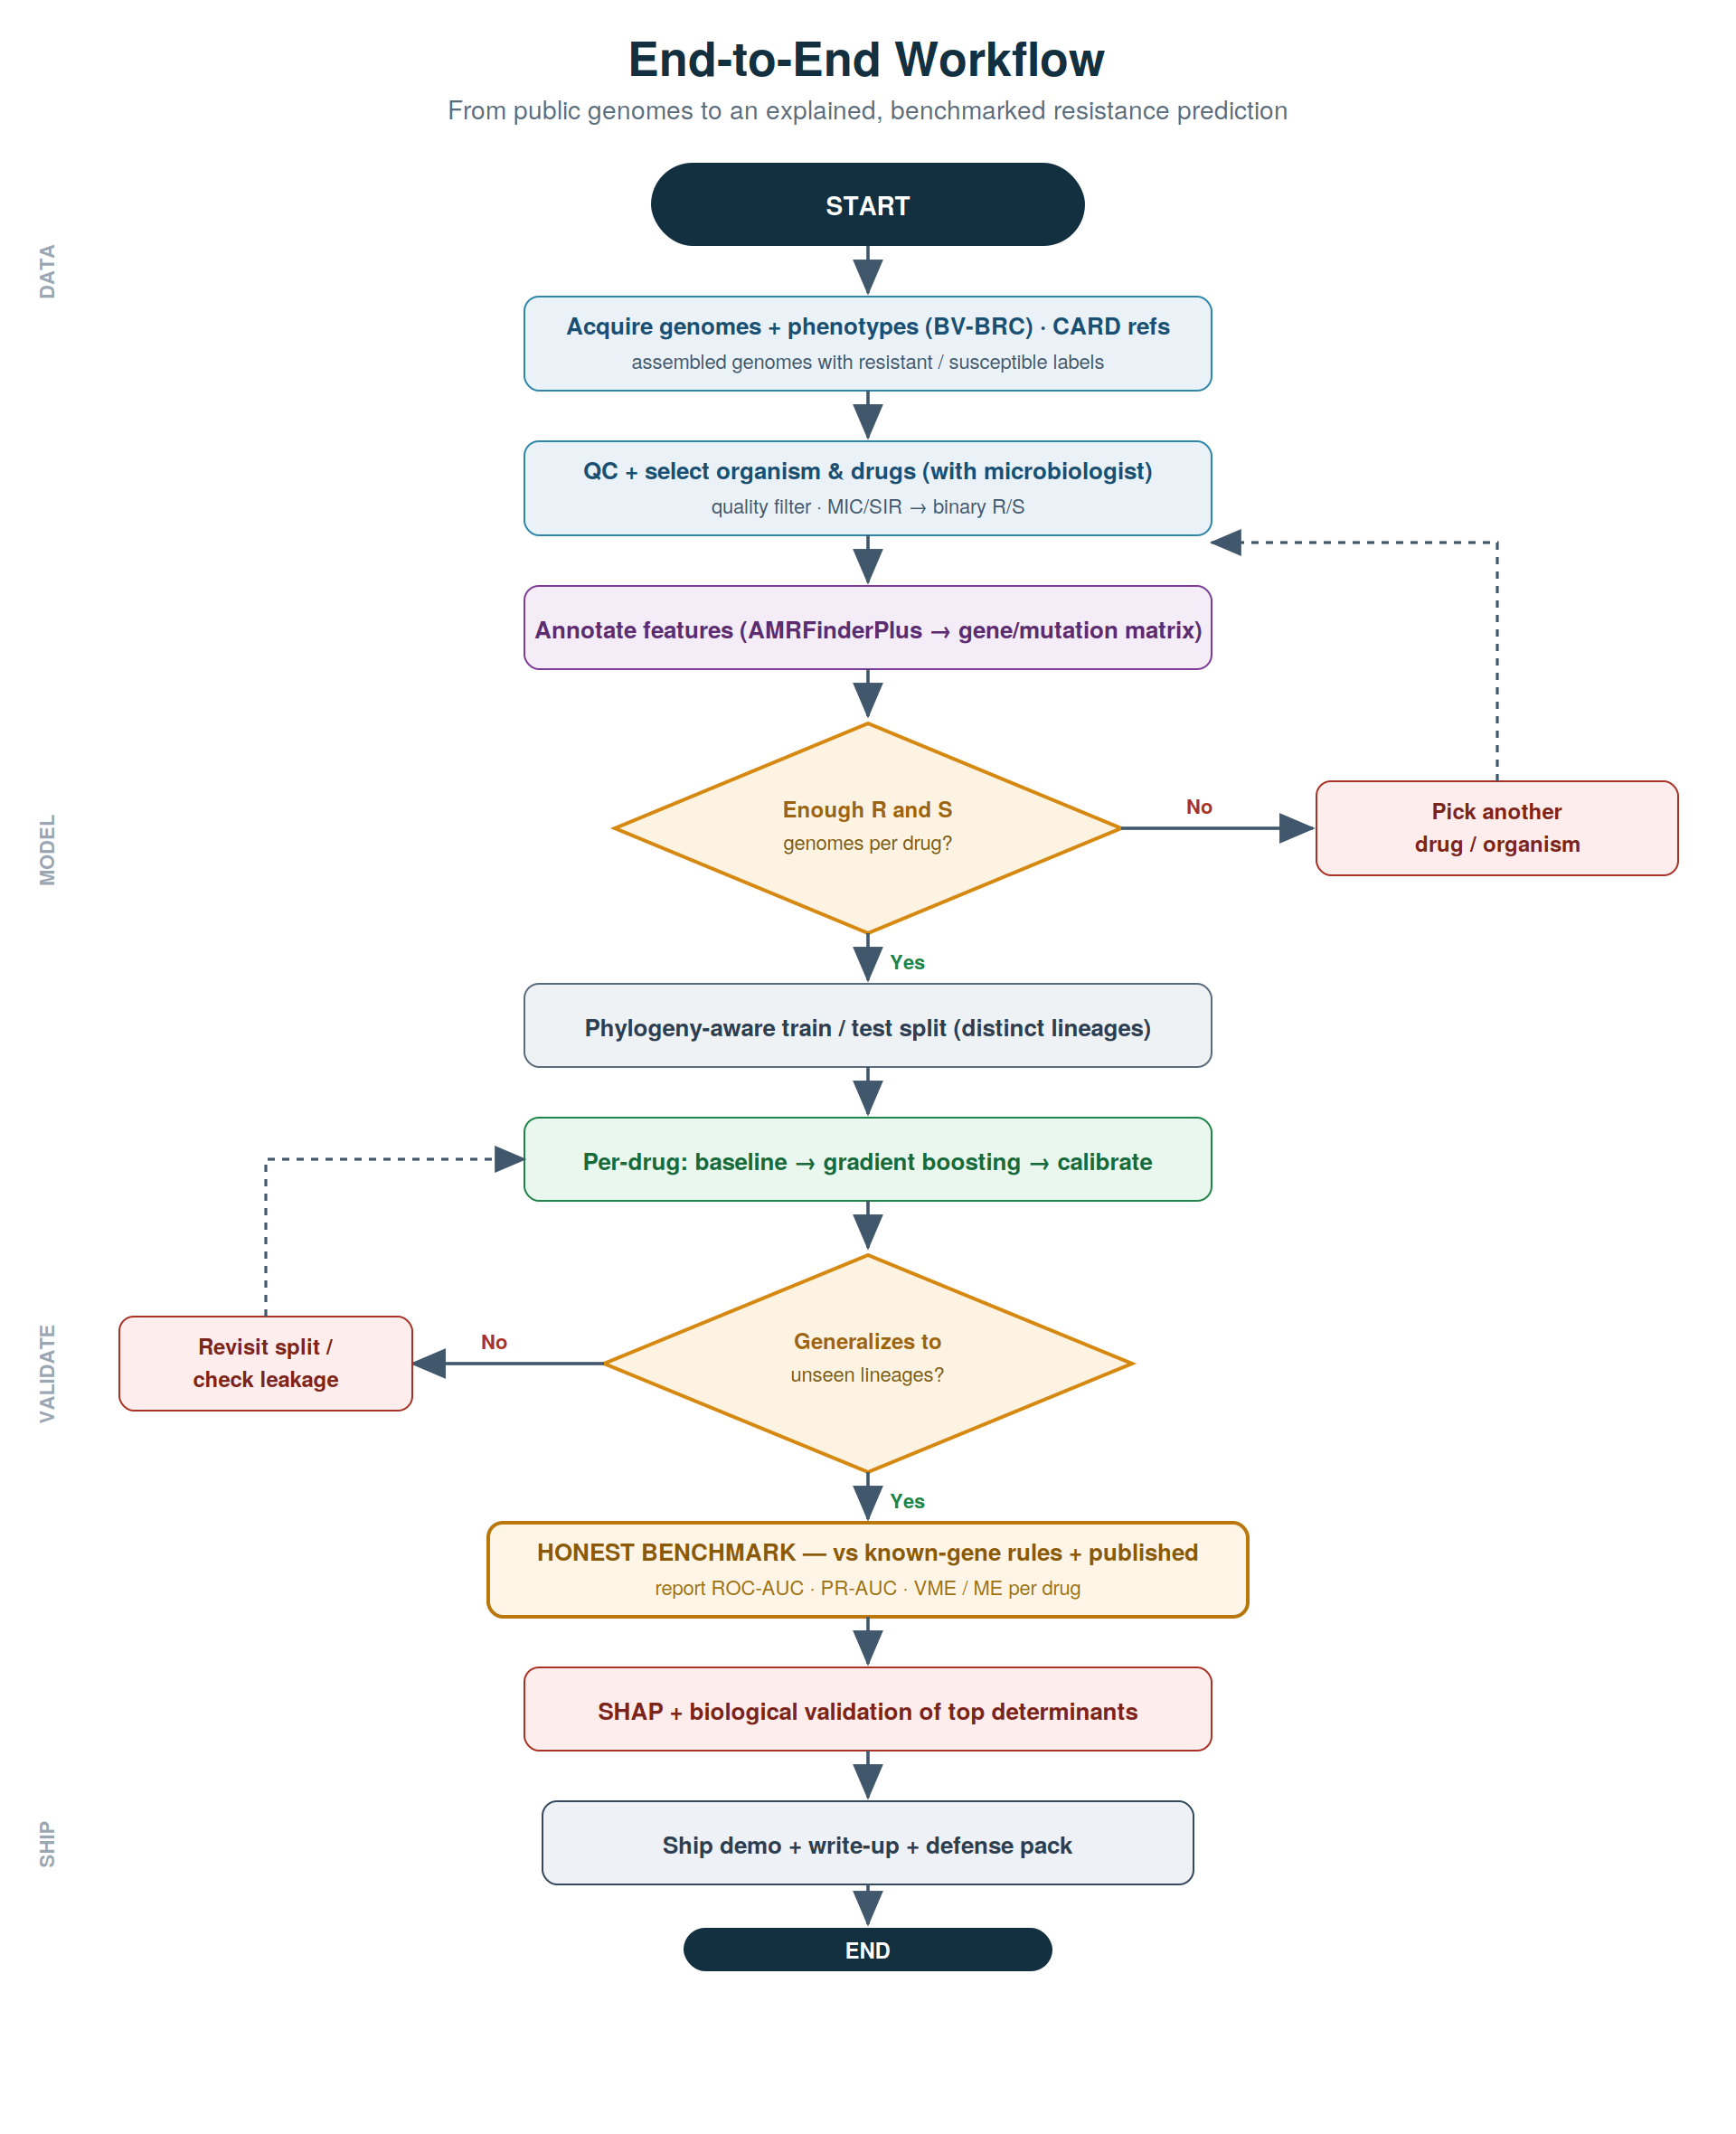 End-to-End Workflow
From public genomes to an explained, benchmarked resistance prediction
START
DATA
Acquire genomes + phenotypes (BV-BRC) · CARD refs
assembled genomes with resistant / susceptible labels
QC + select organism & drugs (with microbiologist)
quality filter · MIC/SIR → binary R/S
Annotate features (AMRFinderPlus → gene/mutation matrix)
MODEL
Enough R and S
genomes per drug?
No
Pick another
drug / organism
Yes
Phylogeny-aware train / test split (distinct lineages)
Per-drug: baseline → gradient boosting → calibrate
VALIDATE
Generalizes to
unseen lineages?
No
Revisit split /
check leakage
Yes
HONEST BENCHMARK — vs known-gene rules + published
report ROC-AUC · PR-AUC · VME / ME per drug
SHAP + biological validation of top determinants
SHIP
Ship demo + write-up + defense pack
END